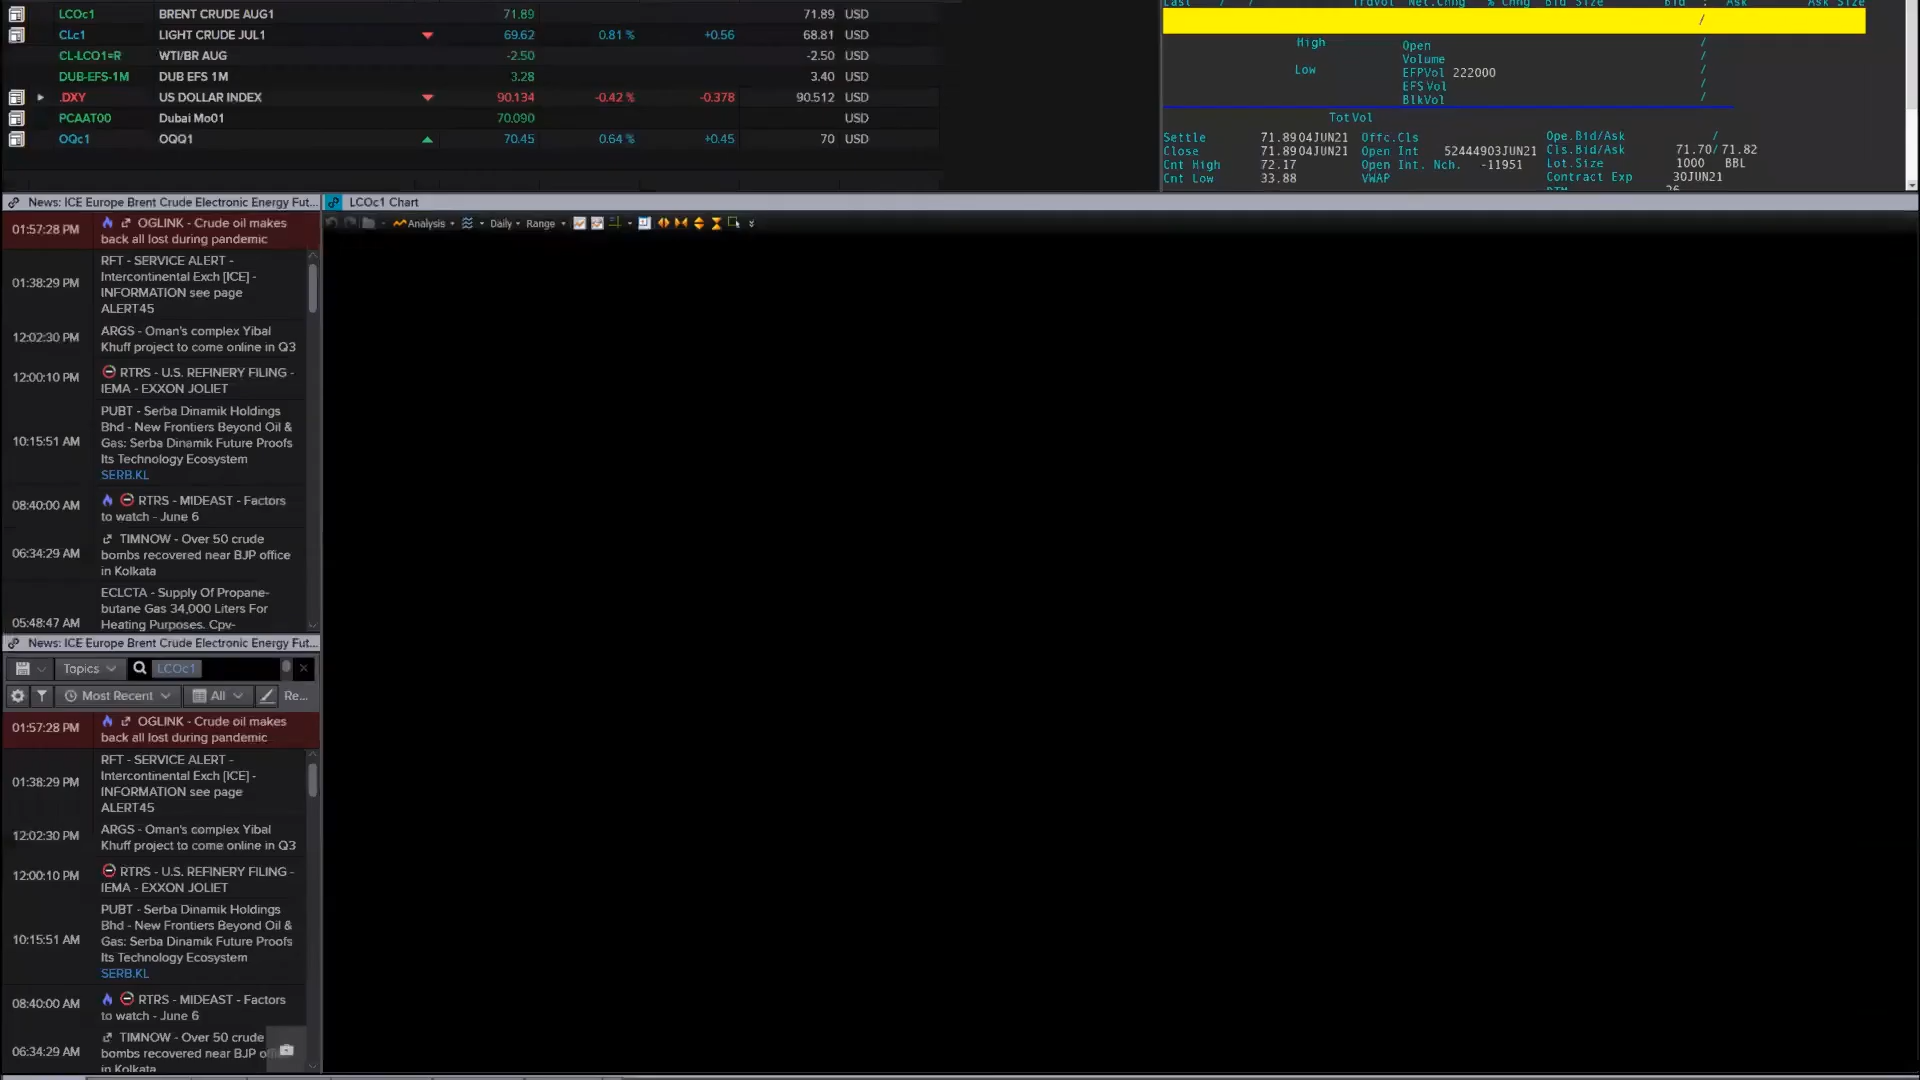 Last / / TrdVol Net.Chng % Chng Bid Size Bid : Ask Ask Size
LCOc1 BRENT CRUDE AUG1 71.89 71.89 USD
CLc1 LIGHT CRUDE JUL1 69.62 0.81 % +0.56 68.81 USD
CL-LCO1=R WTI/BR AUG -2.50 -2.50 USD
DUB-EFS-1M DUB EFS 1M 3.28 3.40 USD
.DXY US DOLLAR INDEX 90.134 -0.42 % -0.378 90.512 USD
PCAAT00 Dubai Mo01 70.090 USD
OQc1 OQQ1 70.45 0.64 % +0.45 70 USD
/
High Open /
Volume /
Low EFPVol 222000 /
EFSVol /
BlkVol /
TotVol
Settle 71.8904JUN21 Offc.Cls Ope.Bid/Ask /
Close 71.8904JUN21 Open Int 52444903JUN21 Cls.Bid/Ask 71.70/ 71.82
Cnt High 72.17 Open Int. Nch. -11951 Lot.Size 1000 BBL
Cnt Low 33.88 VWAP Contract Exp 30JUN21
News: ICE Europe Brent Crude Electronic Energy Fut...
LCOc1 Chart
Analysis Daily Range
01:57:28 PM OGLINK - Crude oil makes
back all lost during pandemic
01:38:29 PM RFT - SERVICE ALERT -
Intercontinental Exch [ICE] -
INFORMATION see page
ALERT45
12:02:30 PM ARGS - Oman's complex Yibal
Khuff project to come online in Q3
12:00:10 PM RTRS - U.S. REFINERY FILING -
IEMA - EXXON JOLIET
10:15:51 AM PUBT - Serba Dinamik Holdings
Bhd - New Frontiers Beyond Oil &
Gas: Serba Dinamik Future Proofs
Its Technology Ecosystem
SERB.KL
08:40:00 AM RTRS - MIDEAST - Factors
to watch - June 6
06:34:29 AM TIMNOW - Over 50 crude
bombs recovered near BJP office
in Kolkata
05:48:47 AM ECLCTA - Supply Of Propane-
butane Gas 34,000 Liters For
Heating Purposes. Cpv-
News: ICE Europe Brent Crude Electronic Energy Fut...
Topics LCOc1
Most Recent All Re...
01:57:28 PM OGLINK - Crude oil makes
back all lost during pandemic
01:38:29 PM RFT - SERVICE ALERT -
Intercontinental Exch [ICE] -
INFORMATION see page
ALERT45
12:02:30 PM ARGS - Oman's complex Yibal
Khuff project to come online in Q3
12:00:10 PM RTRS - U.S. REFINERY FILING -
IEMA - EXXON JOLIET
10:15:51 AM PUBT - Serba Dinamik Holdings
Bhd - New Frontiers Beyond Oil &
Gas: Serba Dinamik Future Proofs
Its Technology Ecosystem
SERB.KL
08:40:00 AM RTRS - MIDEAST - Factors
to watch - June 6
06:34:29 AM TIMNOW - Over 50 crude
bombs recovered near BJP
in Kolkata